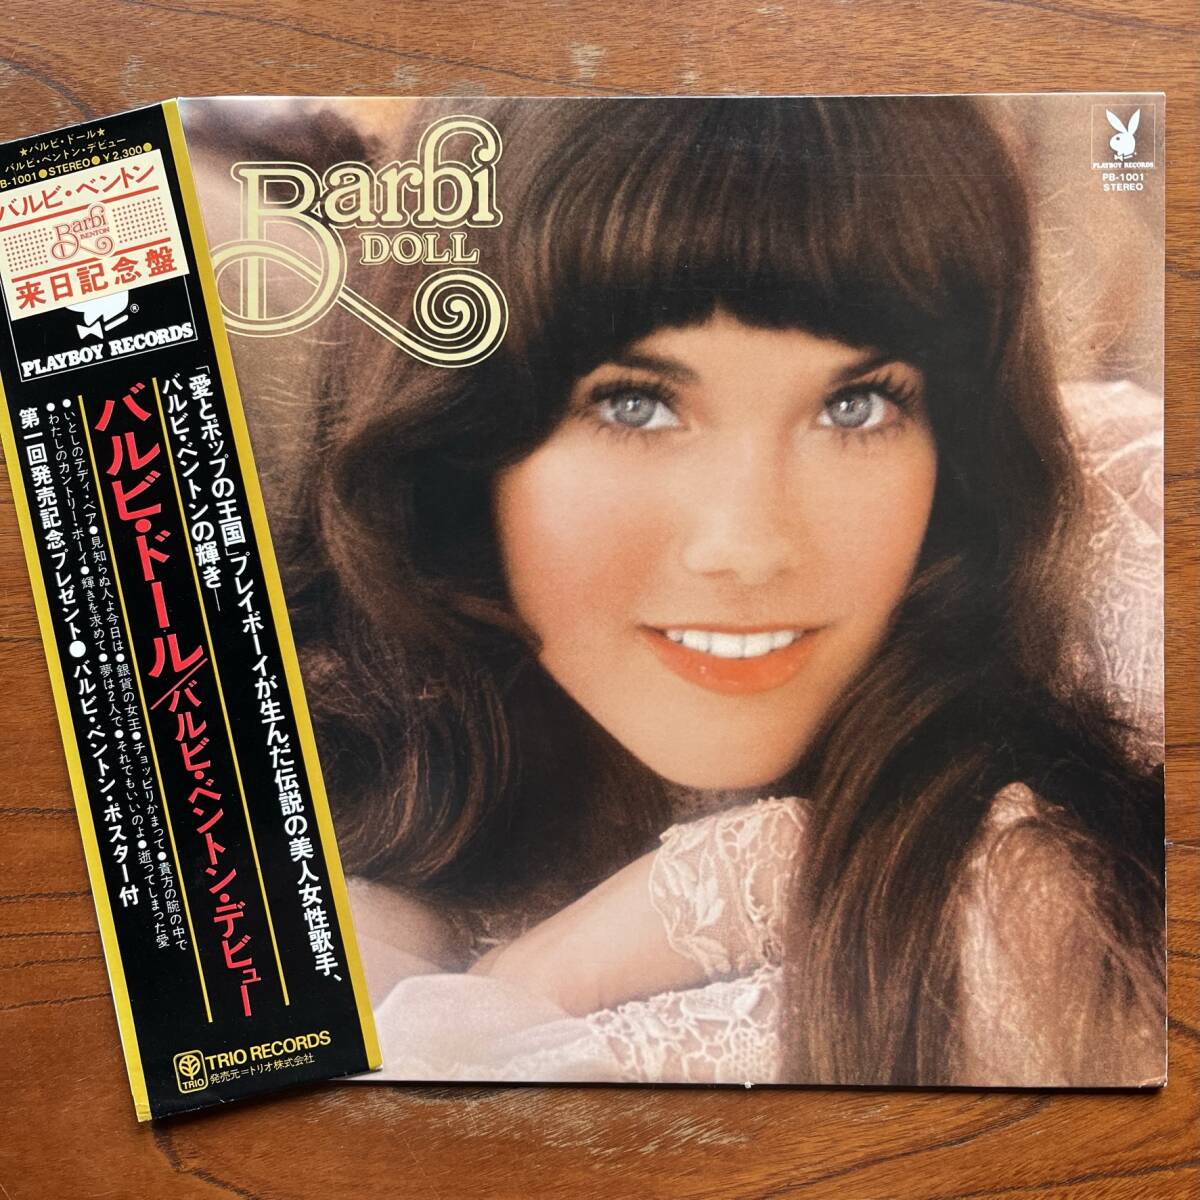 ★バルビ・ドール★
バルビ・ベントン・デビュー
B-1001●STEREO●¥2,300●
バルビ・ベントン
Barbi
BENTON
来日記念盤
®
PLAYBOY RECORDS
「愛とポップの王国」プレイボーイが生んだ伝説の美人女性歌手、
バルビ・ベントンの輝き―
バルビ・ドール/バルビ・ベントン・デビュー
●いとしのテディ・ベア●見知らぬ人よ今日は●銀貨の女王●チョッピリかまって●貴方の腕の中で
●わたしのカントリー・ボーイ●輝きを求めて●夢は2人で●それでもいいのよ●逝ってしまった愛
第一回発売記念プレゼント●バルビ・ベントン・ポスター付
TRIO
TRIO RECORDS
発売元=トリオ株式会社
Barbi
DOLL
PLAYBOY RECORDS
PB-1001
STEREO